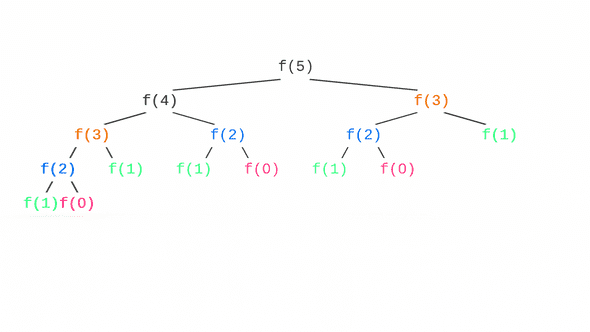 f(5)
f(4) f(3)
f(3) f(2) f(2) f(1)
f(2) f(1) f(1) f(0) f(1) f(0)
f(1)f(0)